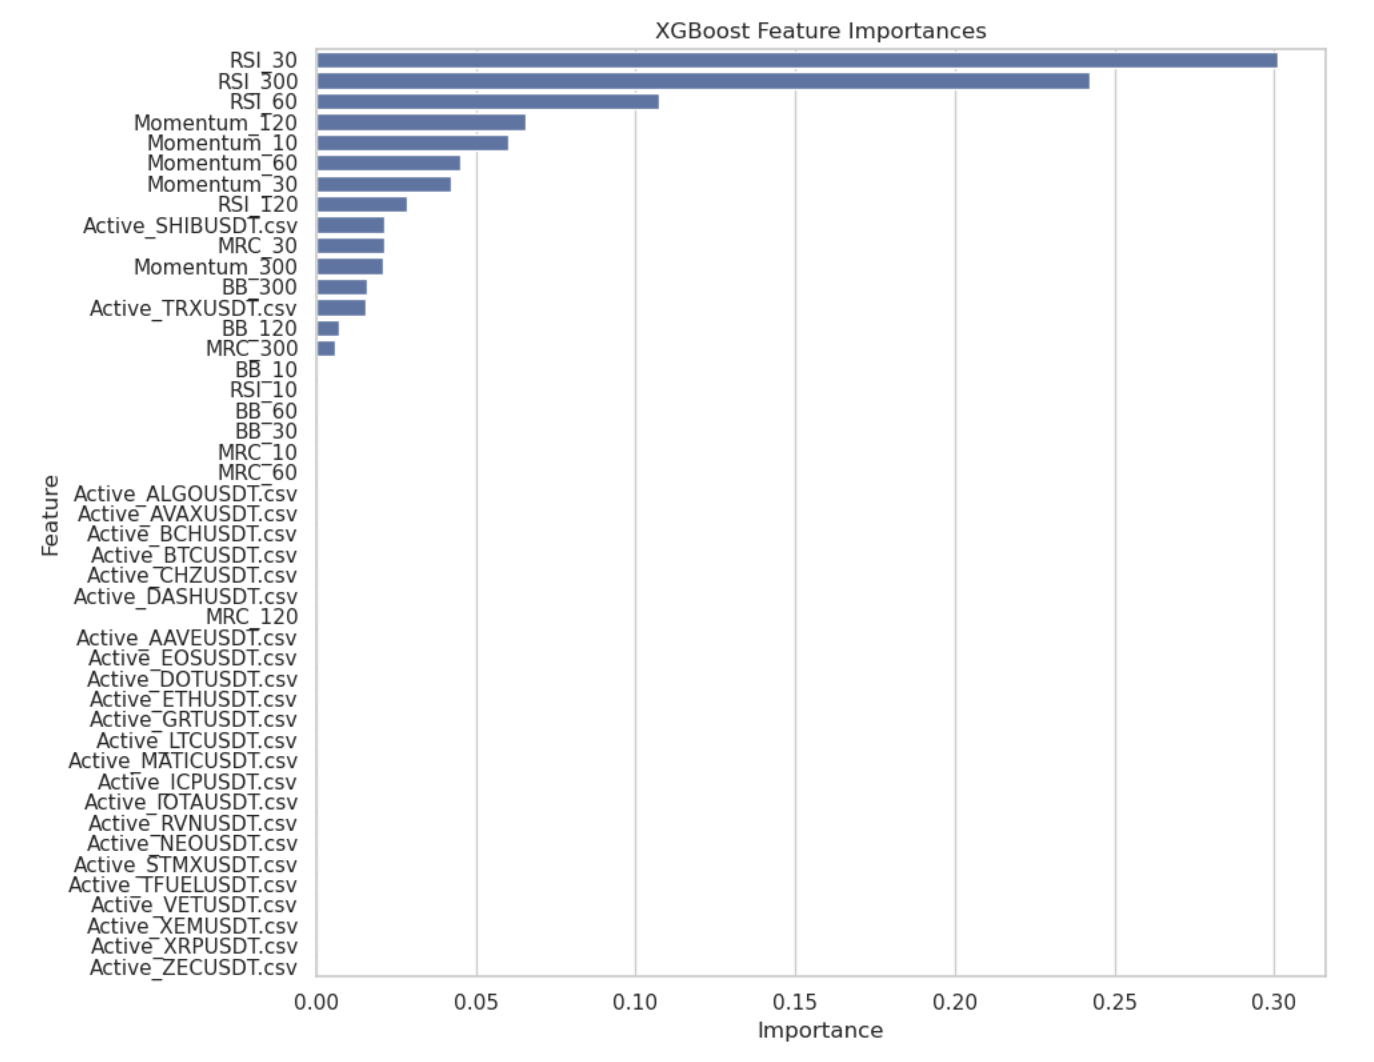 XGBoost Feature Importances
RSI_30
RSI_300
RSI_60
Momentum_120
Momentum_10
Momentum_60
Momentum_30
RSI_120
Active_SHIBUSDT.csv
MRC_30
Momentum_300
BB_300
Active_TRXUSDT.csv
BB_120
MRC_300
BB_10
RSI_10
BB_60
BB_30
MRC_10
MRC_60
Active_ALGOUSDT.csv
Active_AVAXUSDT.csv
Active_BCHUSDT.csv
Active_BTCUSDT.csv
Active_CHZUSDT.csv
Active_DASHUSDT.csv
MRC_120
Active_AAVEUSDT.csv
Active_EOSUSDT.csv
Active_DOTUSDT.csv
Active_ETHUSDT.csv
Active_GRTUSDT.csv
Active_LTCUSDT.csv
Active_MATICUSDT.csv
Active_ICPUSDT.csv
Active_IOTAUSDT.csv
Active_RVNUSDT.csv
Active_NEOUSDT.csv
Active_STMXUSDT.csv
Active_TFUELUSDT.csv
Active_VETUSDT.csv
Active_XEMUSDT.csv
Active_XRPUSDT.csv
Active_ZECUSDT.csv
Feature
0.00 0.05 0.10 0.15 0.20 0.25 0.30
Importance